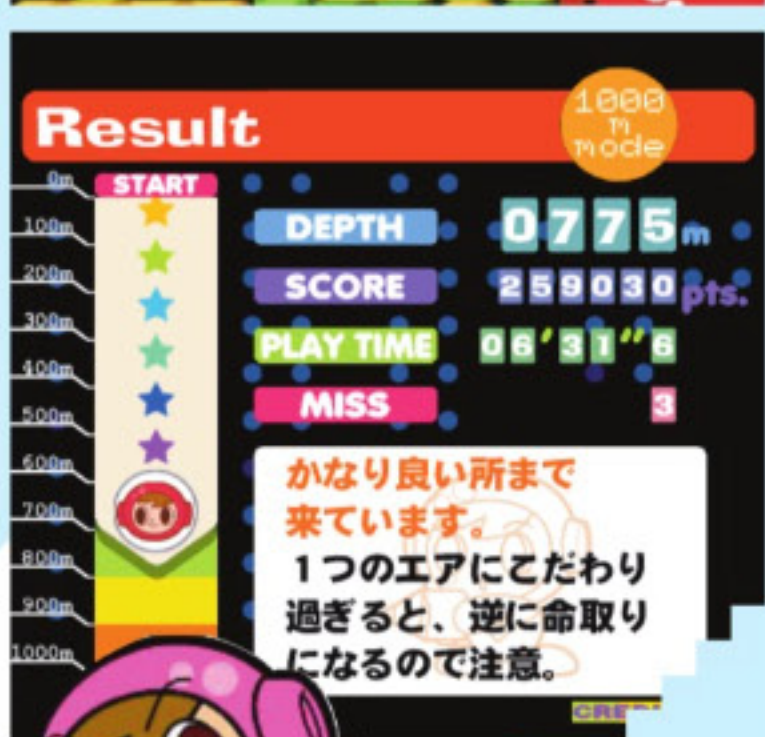 Result
1000
m
mode
0m
START
100m
DEPTH
0775m
200m
SCORE
259030pts.
300m
PLAY TIME
06'31"6
400m
MISS
3
500m
600m
700m
800m
900m
1000m
かなり良い所まで
来ています。
1つのエアにこだわり
過ぎると、逆に命取り
になるので注意。